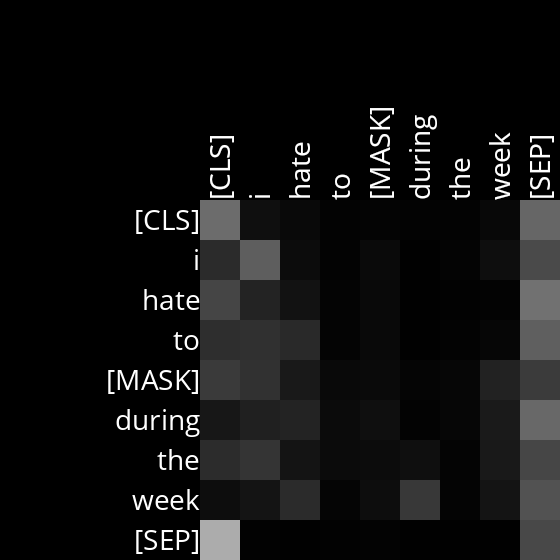 [CLS] i hate to [MASK] during the week [SEP]
[CLS]
i
hate
to
[MASK]
during
the
week
[SEP]